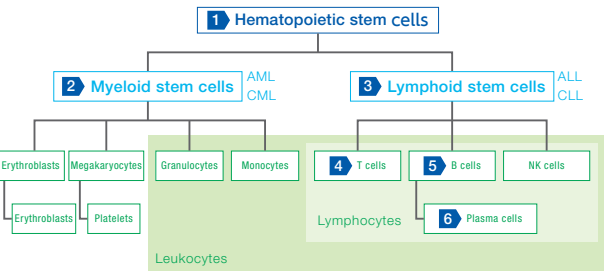 1 Hematopoietic stem cells
2 Myeloid stem cells
AML
CML
3 Lymphoid stem cells
ALL
CLL
Erythroblasts
Megakaryocytes
Granulocytes
Monocytes
4 T cells
5 B cells
NK cells
Erythroblasts
Platelets
6 Plasma cells
Lymphocytes
Leukocytes